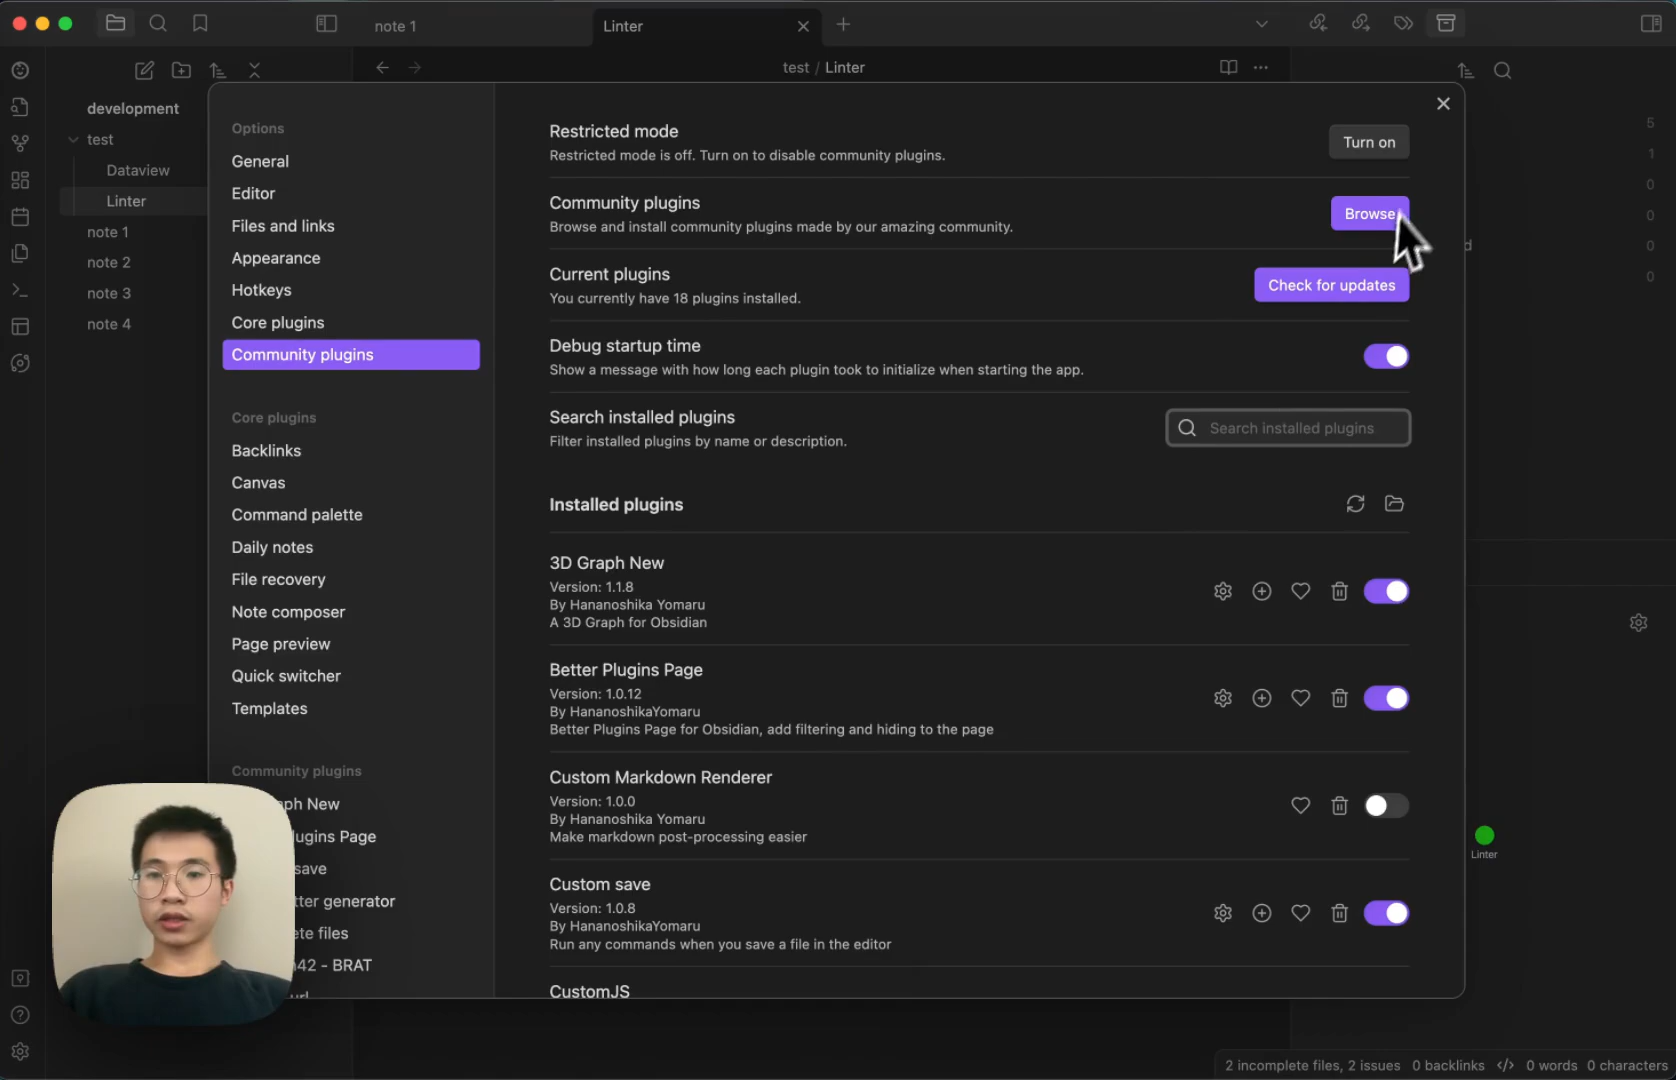 note 1
Linter
test / Linter
development
test
Dataview
Linter
note 1
note 2
note 3
note 4
Options
General
Editor
Files and links
Appearance
Hotkeys
Core plugins
Community plugins
Core plugins
Backlinks
Canvas
Command palette
Daily notes
File recovery
Note composer
Page preview
Quick switcher
Templates
Community plugins
ph New
lugins Page
save
tter generator
ete files
42 - BRAT
url
Restricted mode
Restricted mode is off. Turn on to disable community plugins.
Turn on
Community plugins
Browse and install community plugins made by our amazing community.
Browse
Current plugins
You currently have 18 plugins installed.
Check for updates
Debug startup time
Show a message with how long each plugin took to initialize when starting the app.
Search installed plugins
Filter installed plugins by name or description.
Search installed plugins
Installed plugins
3D Graph New
Version: 1.1.8
By Hananoshika Yomaru
A 3D Graph for Obsidian
Better Plugins Page
Version: 1.0.12
By HananoshikaYomaru
Better Plugins Page for Obsidian, add filtering and hiding to the page
Custom Markdown Renderer
Version: 1.0.0
By Hananoshika Yomaru
Make markdown post-processing easier
Custom save
Version: 1.0.8
By HananoshikaYomaru
Run any commands when you save a file in the editor
CustomJS
5
1
0
0
d
0
0
Linter
2 incomplete files, 2 issues 0 backlinks </> 0 words 0 characters